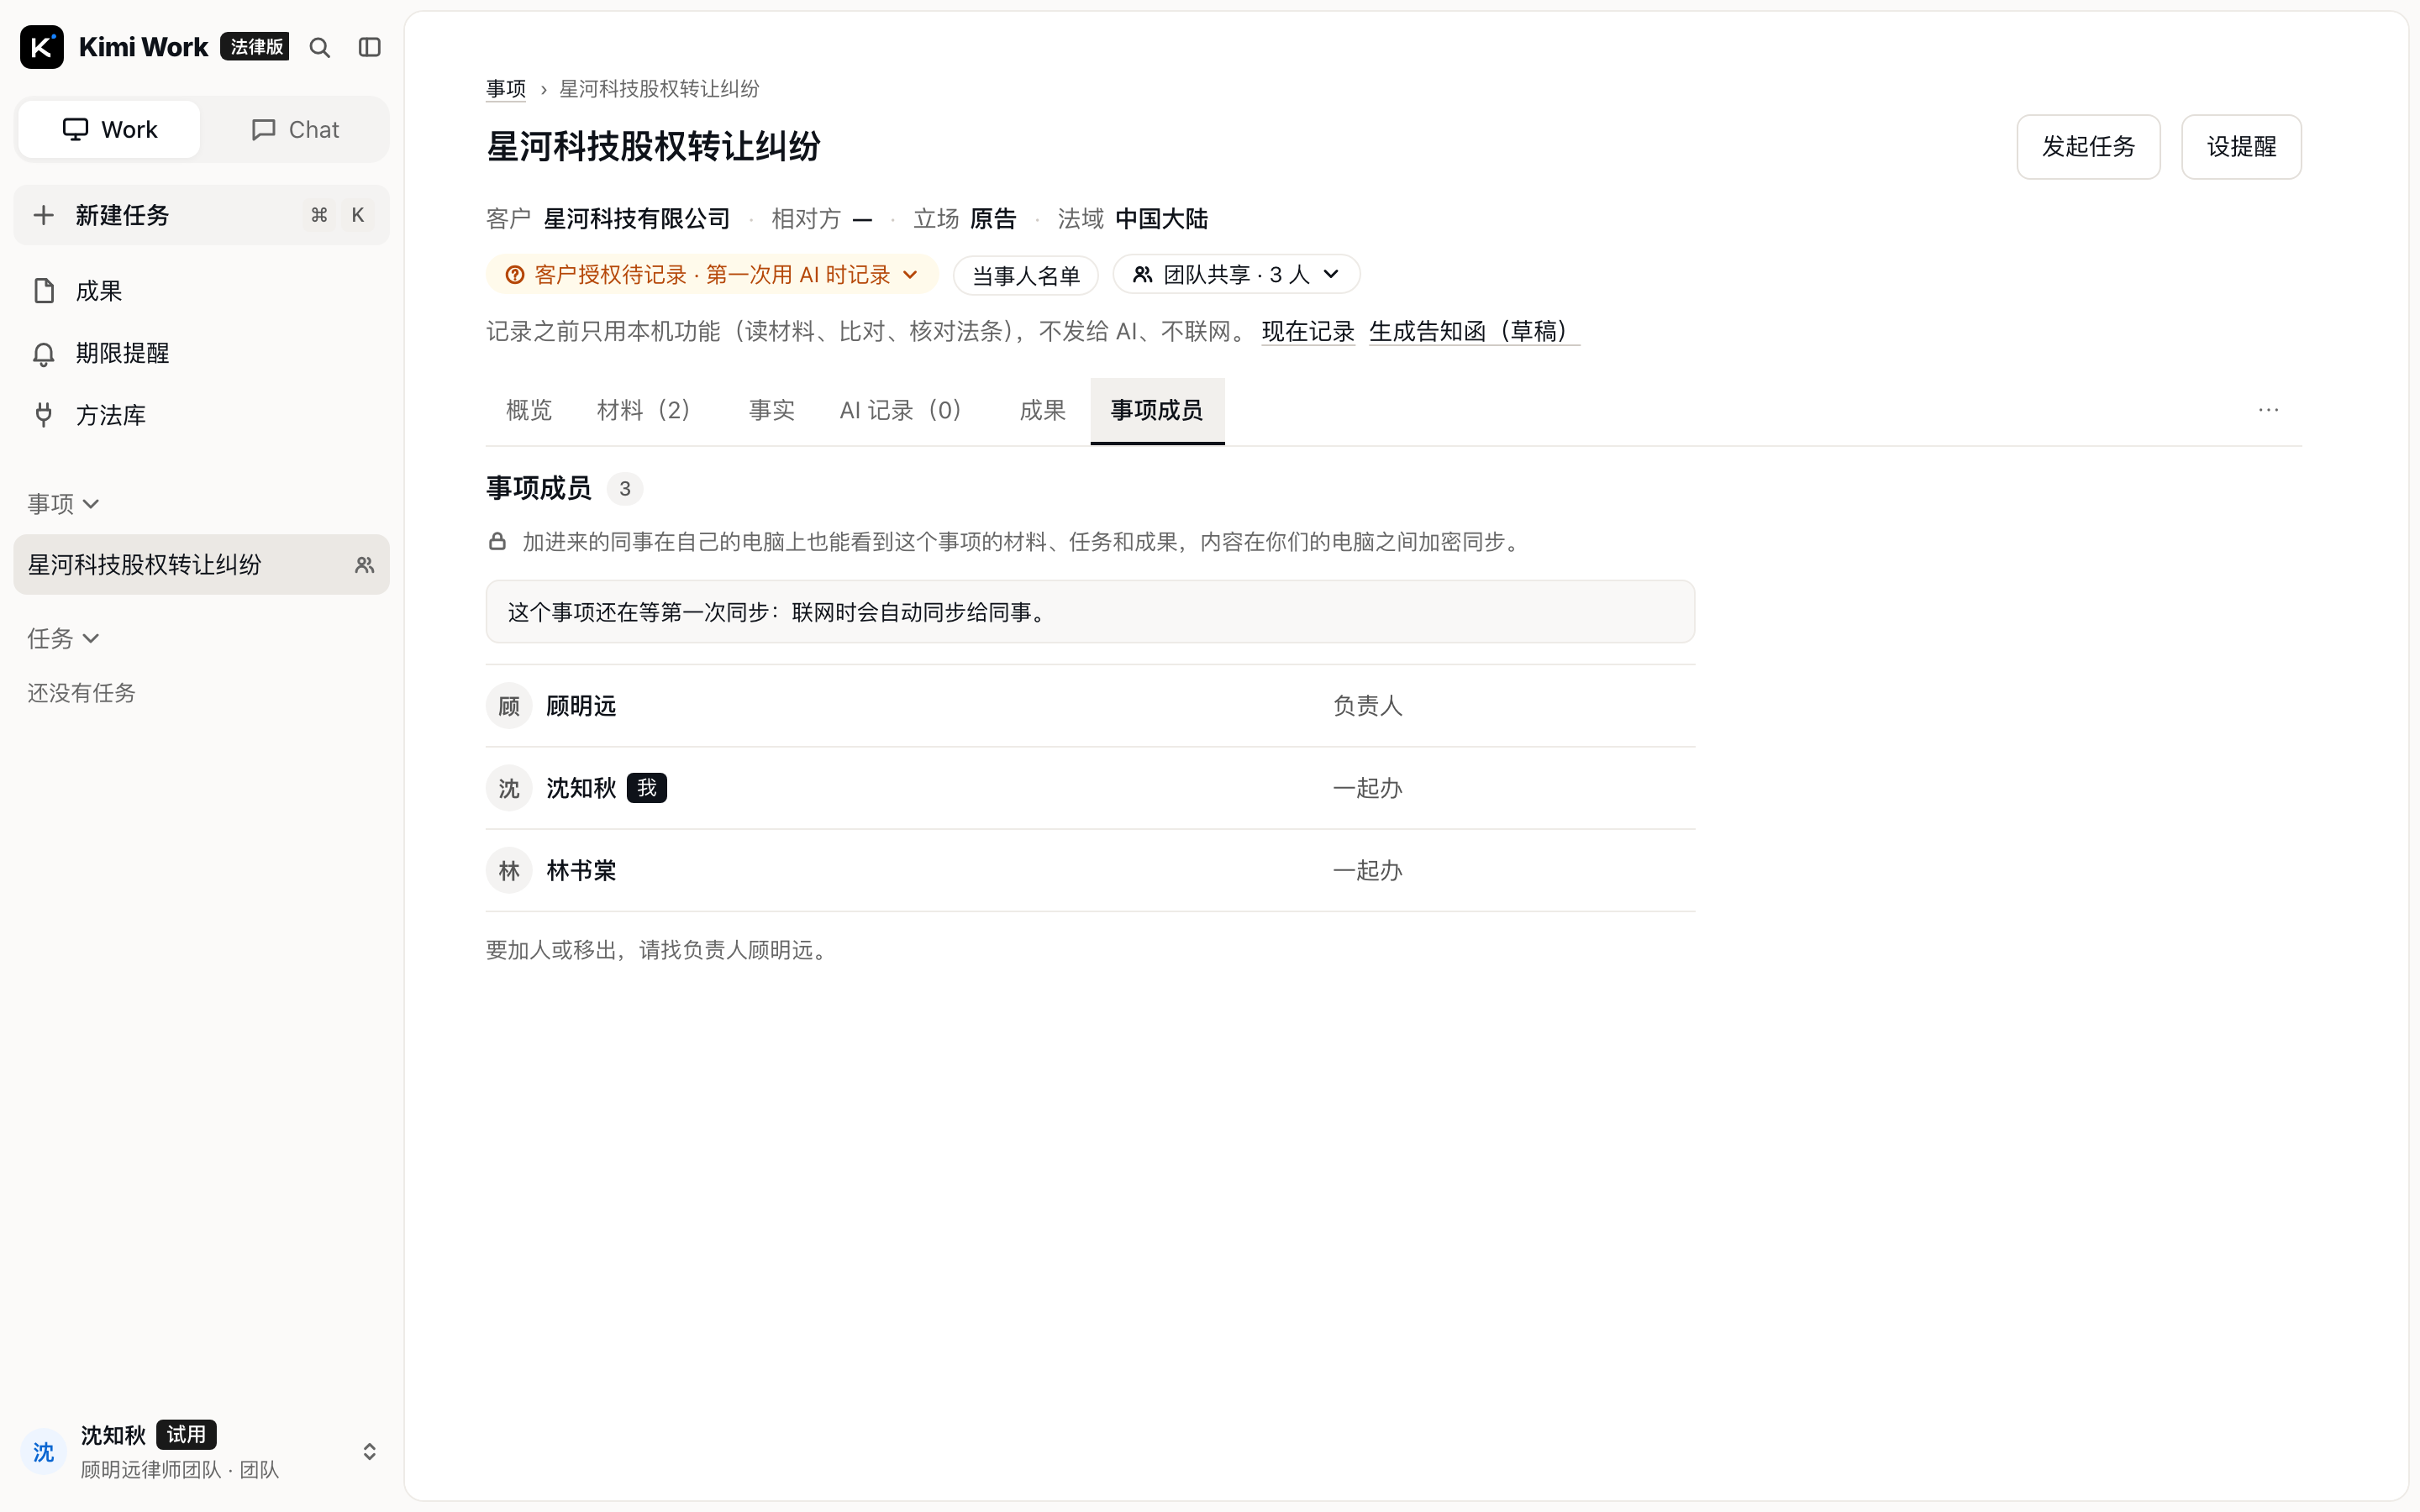 Kimi Work 法律版
Work Chat
新建任务 ⌘ K
成果
期限提醒
方法库
事项
星河科技股权转让纠纷
任务
还没有任务
沈 沈知秋 试用
顾明远律师团队 · 团队
事项 › 星河科技股权转让纠纷
星河科技股权转让纠纷
发起任务 设提醒
客户 星河科技有限公司 · 相对方 — · 立场 原告 · 法域 中国大陆
客户授权待记录 · 第一次用 AI 时记录 当事人名单 团队共享 · 3 人
记录之前只用本机功能（读材料、比对、核对法条），不发给 AI、不联网。 现在记录 生成告知函（草稿）
概览 材料（2） 事实 AI 记录（0） 成果 事项成员 ···
事项成员 3
加进来的同事在自己的电脑上也能看到这个事项的材料、任务和成果，内容在你们的电脑之间加密同步。
这个事项还在等第一次同步：联网时会自动同步给同事。
顾 顾明远 负责人
沈 沈知秋 我 一起办
林 林书棠 一起办
要加人或移出，请找负责人顾明远。